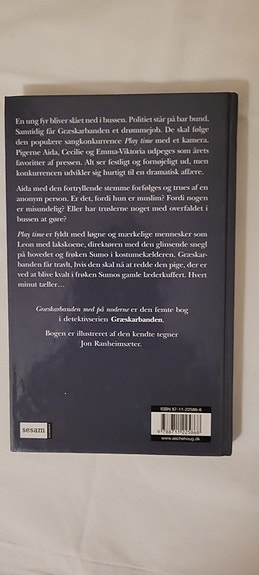 En ung fyr bliver slået ned i bussen. Politiet står på bar bund.
Samtidig får Græskarbanden et drømmejob. De skal følge
den populære sangkonkurrence Play time med et kamera.
Pigerne Aida, Cecilie og Emma-Viktoria udpeges som årets
favoritter af pressen. Alt ser festligt og fornøjeligt ud, men
konkurrencen udvikler sig hurtigt til en dramatisk affære.
Aida med den fortryllende stemme forfølges og trues af en
anonym person. Er det, fordi hun er muslim? Fordi nogen
er misundelig? Eller har truslerne noget med overfaldet i
bussen at gøre?
Play time er fyldt med løgne og mærkelige mennesker som
Leon med lakskoene, direktøren med den glinsende snegl
på hovedet og frøken Sumo i kostumekælderen. Græskar-
banden får travlt, hvis den skal nå at redde den pige, der er
ved at blive kvalt i frøken Sumos gamle læderkuffert. Hvert
minut tæller...
Græskarbanden med på noderne er den femte bog
i detektivserien Græskarbanden.
Bogen er illustreret af den kendte tegner
Jon Ranheimsæter.
sesam
ISBN 87-11-22586-6
9 788711 225868
www.aschehoug.dk